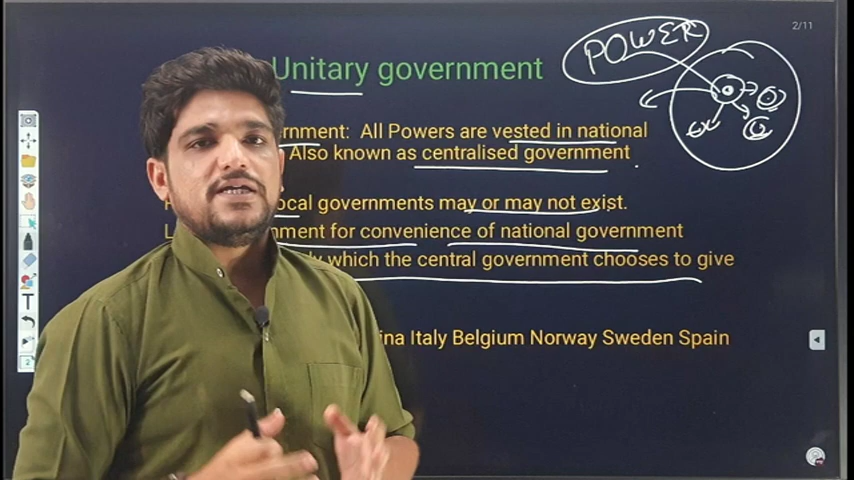 2/11
POWER
Unitary government
ernment: All Powers are vested in national
Also known as centralised government
ocal governments may or may not exist.
L nment for convenience of national government
ly which the central government chooses to give
ina Italy Belgium Norway Sweden Spain
T